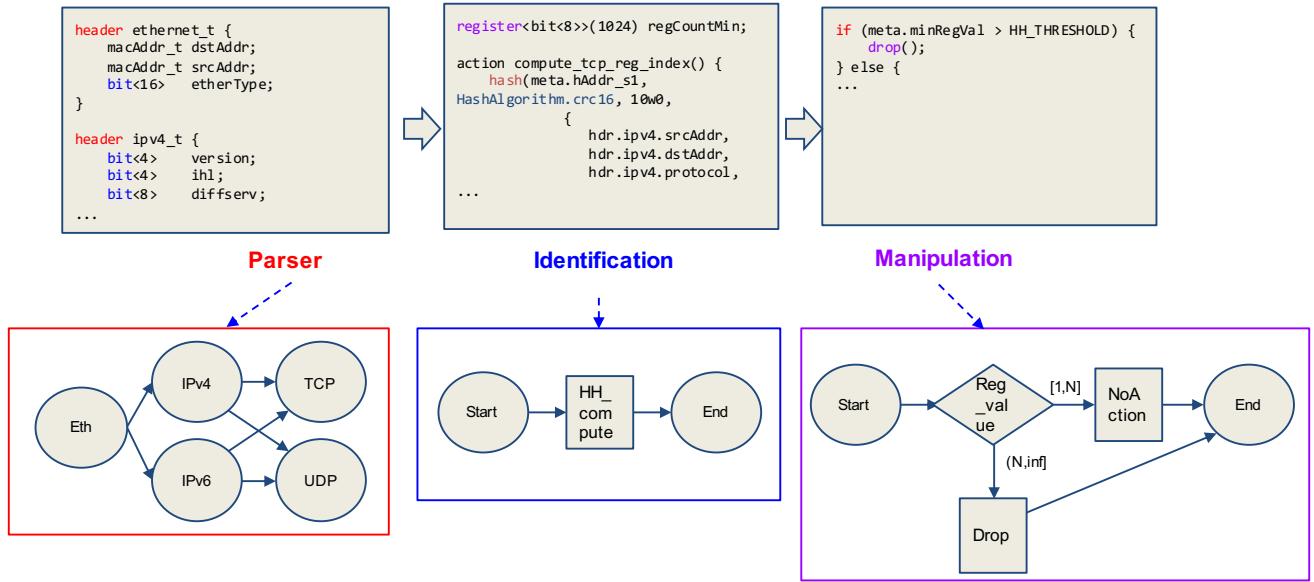 header ethernet_t {
macAddr_t dstAddr;
macAddr_t srcAddr;
bit<16> etherType;
}
header ipv4_t {
bit<4> version;
bit<4> ihl;
bit<8> diffserv;
...
register<bit<8>>(1024) regCountMin;
action compute_tcp_reg_index() {
hash(meta.hAddr_s1,
HashAlgorithm.crc16, 10w0,
{
hdr.ipv4.srcAddr,
hdr.ipv4.dstAddr,
hdr.ipv4.protocol,
...
if (meta.minRegVal > HH_THRESHOLD) {
drop();
} else {
...
Parser
Identification
Manipulation
Eth
IPv4
IPv6
TCP
UDP
Start
HH_
com
pute
End
Start
Reg
_val
ue
[1,N]
NoA
ction
End
(N,inf]
Drop